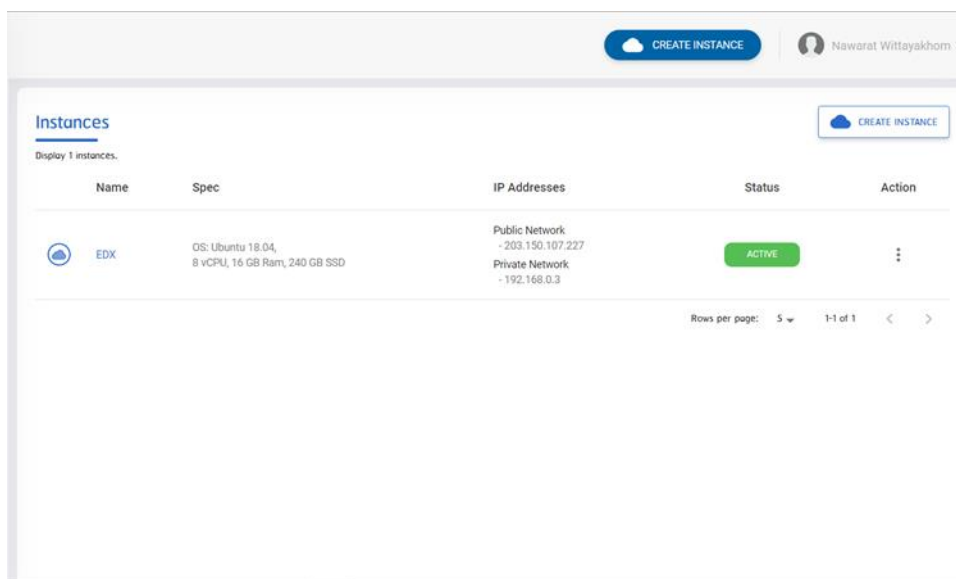 CREATE INSTANCE
Nawarat Wittayakhom
Instances
CREATE INSTANCE
Display 1 instances.
Name Spec IP Addresses Status Action
EDX
OS: Ubuntu 18.04,
8 vCPU, 16 GB Ram, 240 GB SSD
Public Network
- 203.150.107.227
Private Network
- 192.168.0.3
ACTIVE
Rows per page: 5 1-1 of 1